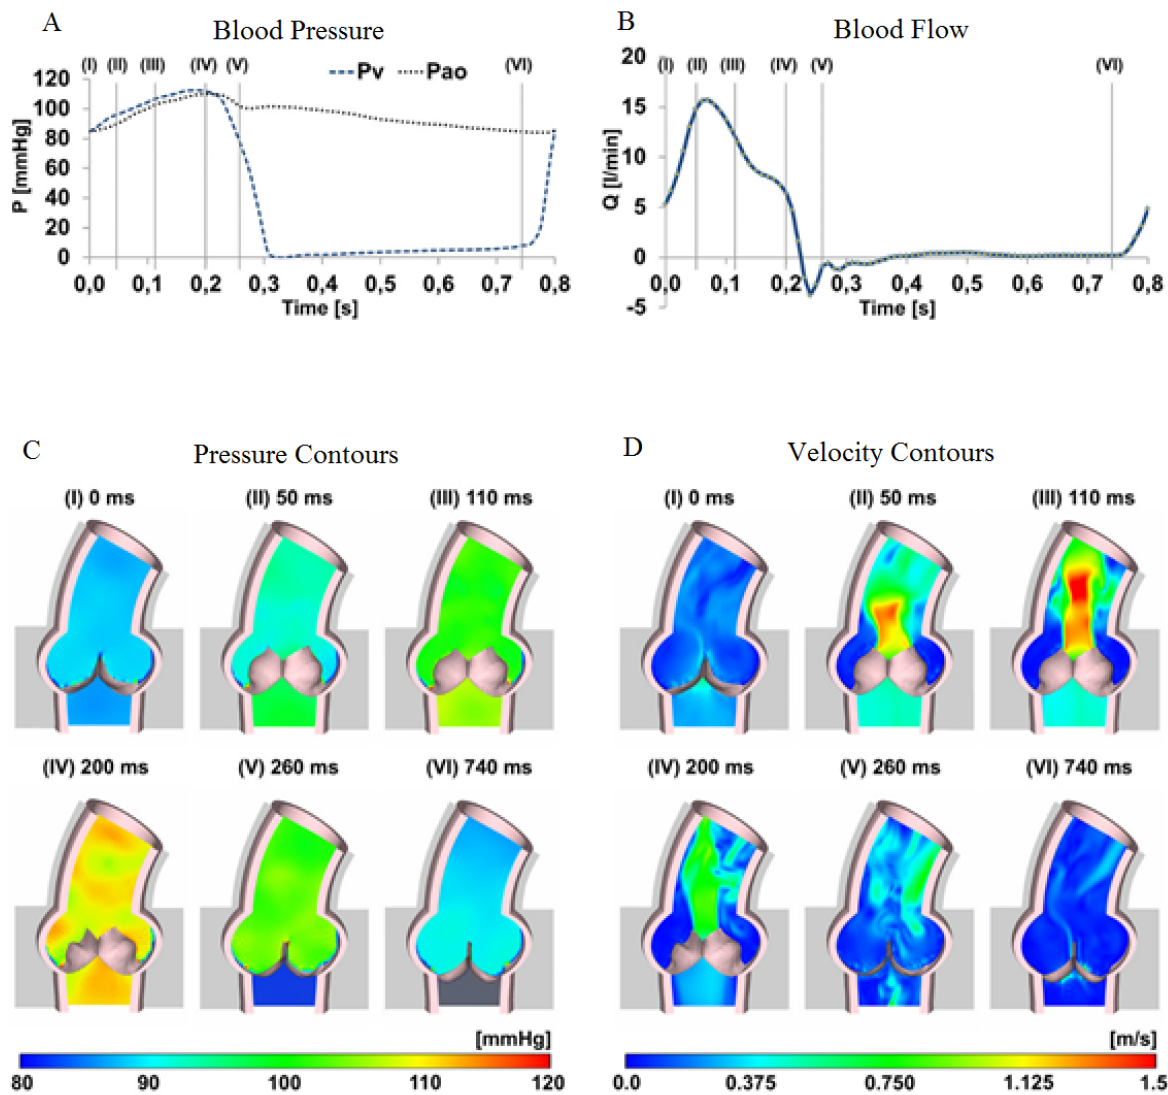 A
Blood Pressure
(I) (II) (III) (IV) (V) (VI)
Pv Pao
P [mmHg]
120
100
80
60
40
20
0
0,0 0,1 0,2 0,3 0,4 0,5 0,6 0,7 0,8
Time [s]
B
Blood Flow
(I) (II) (III) (IV) (V) (VI)
Q [l/min]
20
15
10
5
0
-5
0,0 0,1 0,2 0,3 0,4 0,5 0,6 0,7 0,8
Time [s]
C
Pressure Contours
(I) 0 ms (II) 50 ms (III) 110 ms
(IV) 200 ms (V) 260 ms (VI) 740 ms
[mmHg]
80 90 100 110 120
D
Velocity Contours
(I) 0 ms (II) 50 ms (III) 110 ms
(IV) 200 ms (V) 260 ms (VI) 740 ms
[m/s]
0.0 0.375 0.750 1.125 1.5